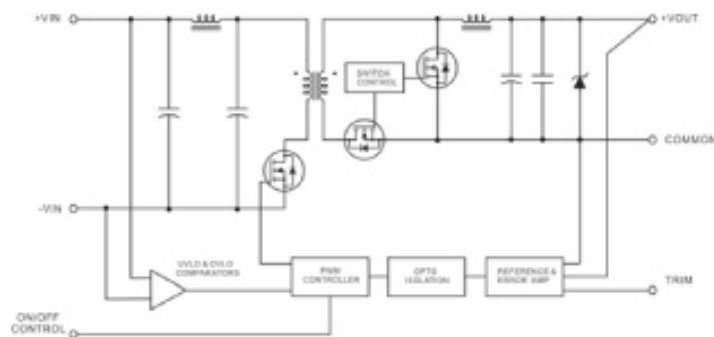 +VIN
+VOUT
SWITCH
CONTROL
COMMON
-VIN
UVLO & OVLO
COMPARATORS
PWM
CONTROLLER
OPTO
ISOLATION
REFERENCE &
ERROR AMP
TRIM
ON/OFF
CONTROL